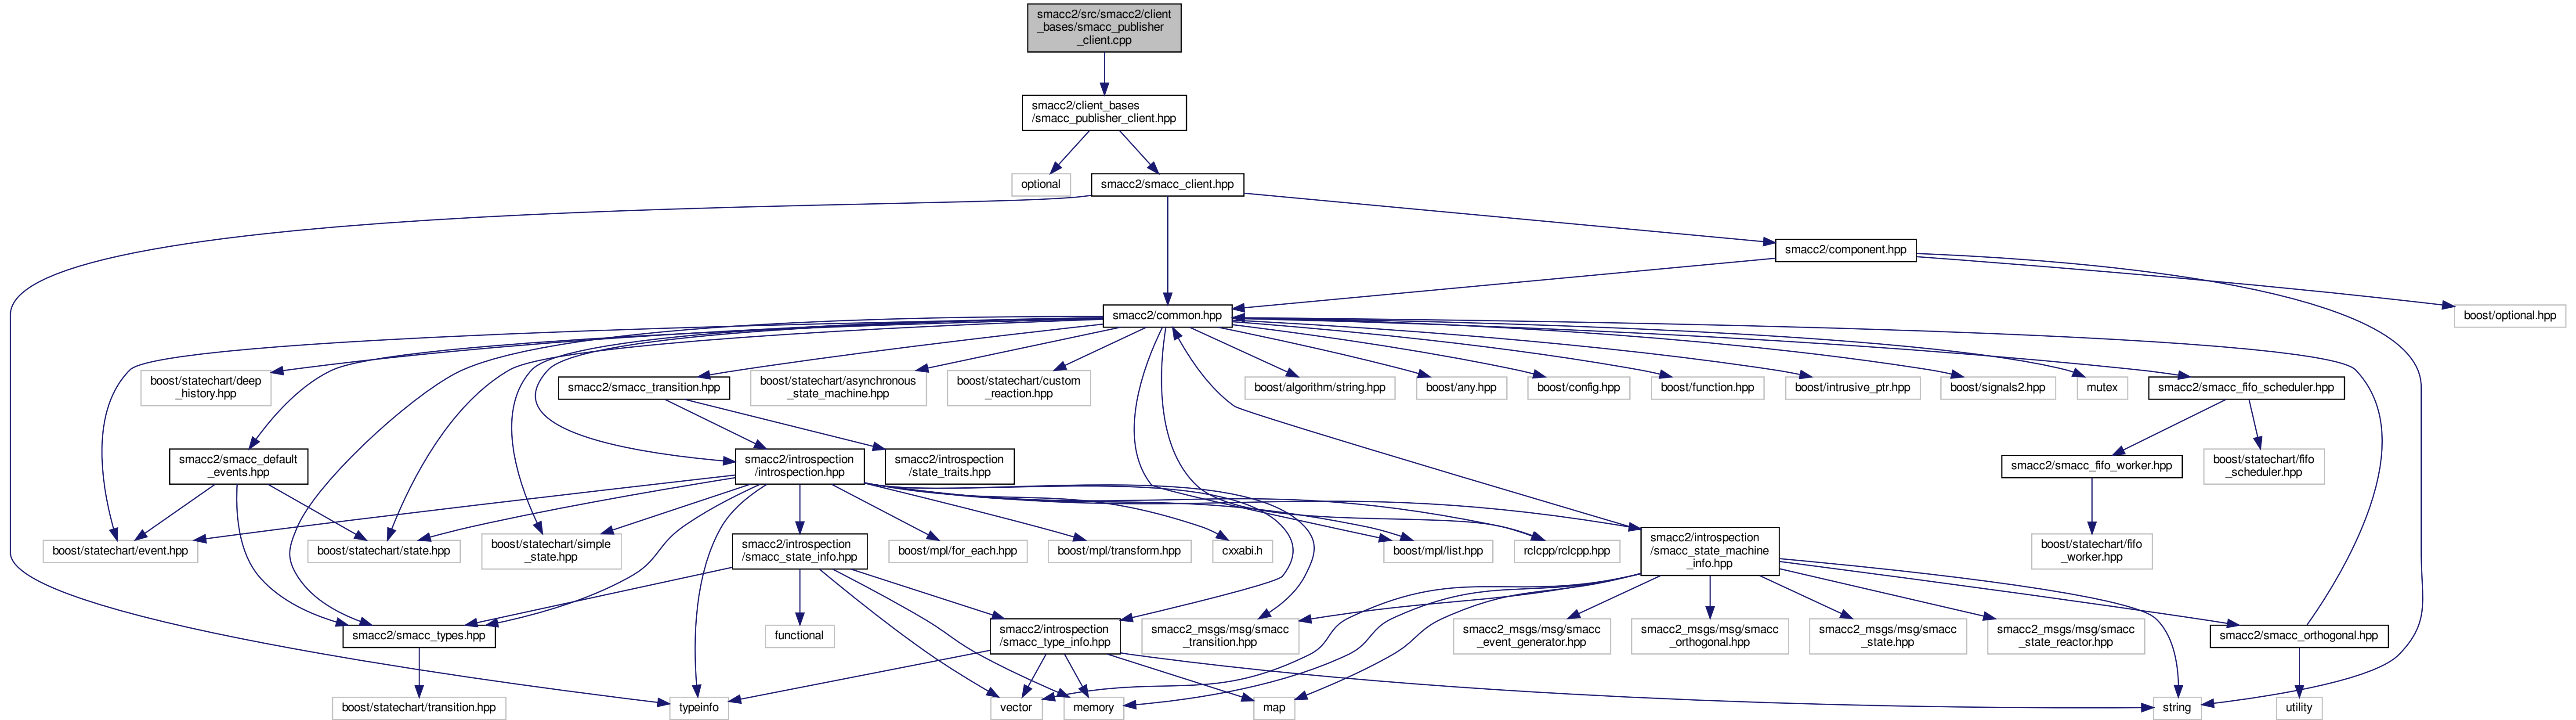 smacc2/src/smacc2/client
_bases/smacc_publisher
_client.cpp
smacc2/client_bases
/smacc_publisher_client.hpp
optional
smacc2/smacc_client.hpp
smacc2/component.hpp
smacc2/common.hpp
boost/optional.hpp
boost/statechart/deep
_history.hpp
smacc2/smacc_transition.hpp
boost/statechart/asynchronous
_state_machine.hpp
boost/statechart/custom
_reaction.hpp
boost/algorithm/string.hpp
boost/any.hpp
boost/config.hpp
boost/function.hpp
boost/intrusive_ptr.hpp
boost/signals2.hpp
mutex
smacc2/smacc_fifo_scheduler.hpp
smacc2/smacc_default
_events.hpp
smacc2/introspection
/introspection.hpp
smacc2/introspection
/state_traits.hpp
smacc2/smacc_fifo_worker.hpp
boost/statechart/fifo
_scheduler.hpp
boost/statechart/event.hpp
boost/statechart/state.hpp
boost/statechart/simple
_state.hpp
smacc2/introspection
/smacc_state_info.hpp
boost/mpl/for_each.hpp
boost/mpl/transform.hpp
cxxabi.h
boost/mpl/list.hpp
rclcpp/rclcpp.hpp
smacc2/introspection
/smacc_state_machine
_info.hpp
boost/statechart/fifo
_worker.hpp
smacc2/smacc_types.hpp
functional
smacc2/introspection
/smacc_type_info.hpp
smacc2_msgs/msg/smacc
_transition.hpp
smacc2_msgs/msg/smacc
_event_generator.hpp
smacc2_msgs/msg/smacc
_orthogonal.hpp
smacc2_msgs/msg/smacc
_state.hpp
smacc2_msgs/msg/smacc
_state_reactor.hpp
smacc2/smacc_orthogonal.hpp
boost/statechart/transition.hpp
typeinfo
vector
memory
map
string
utility